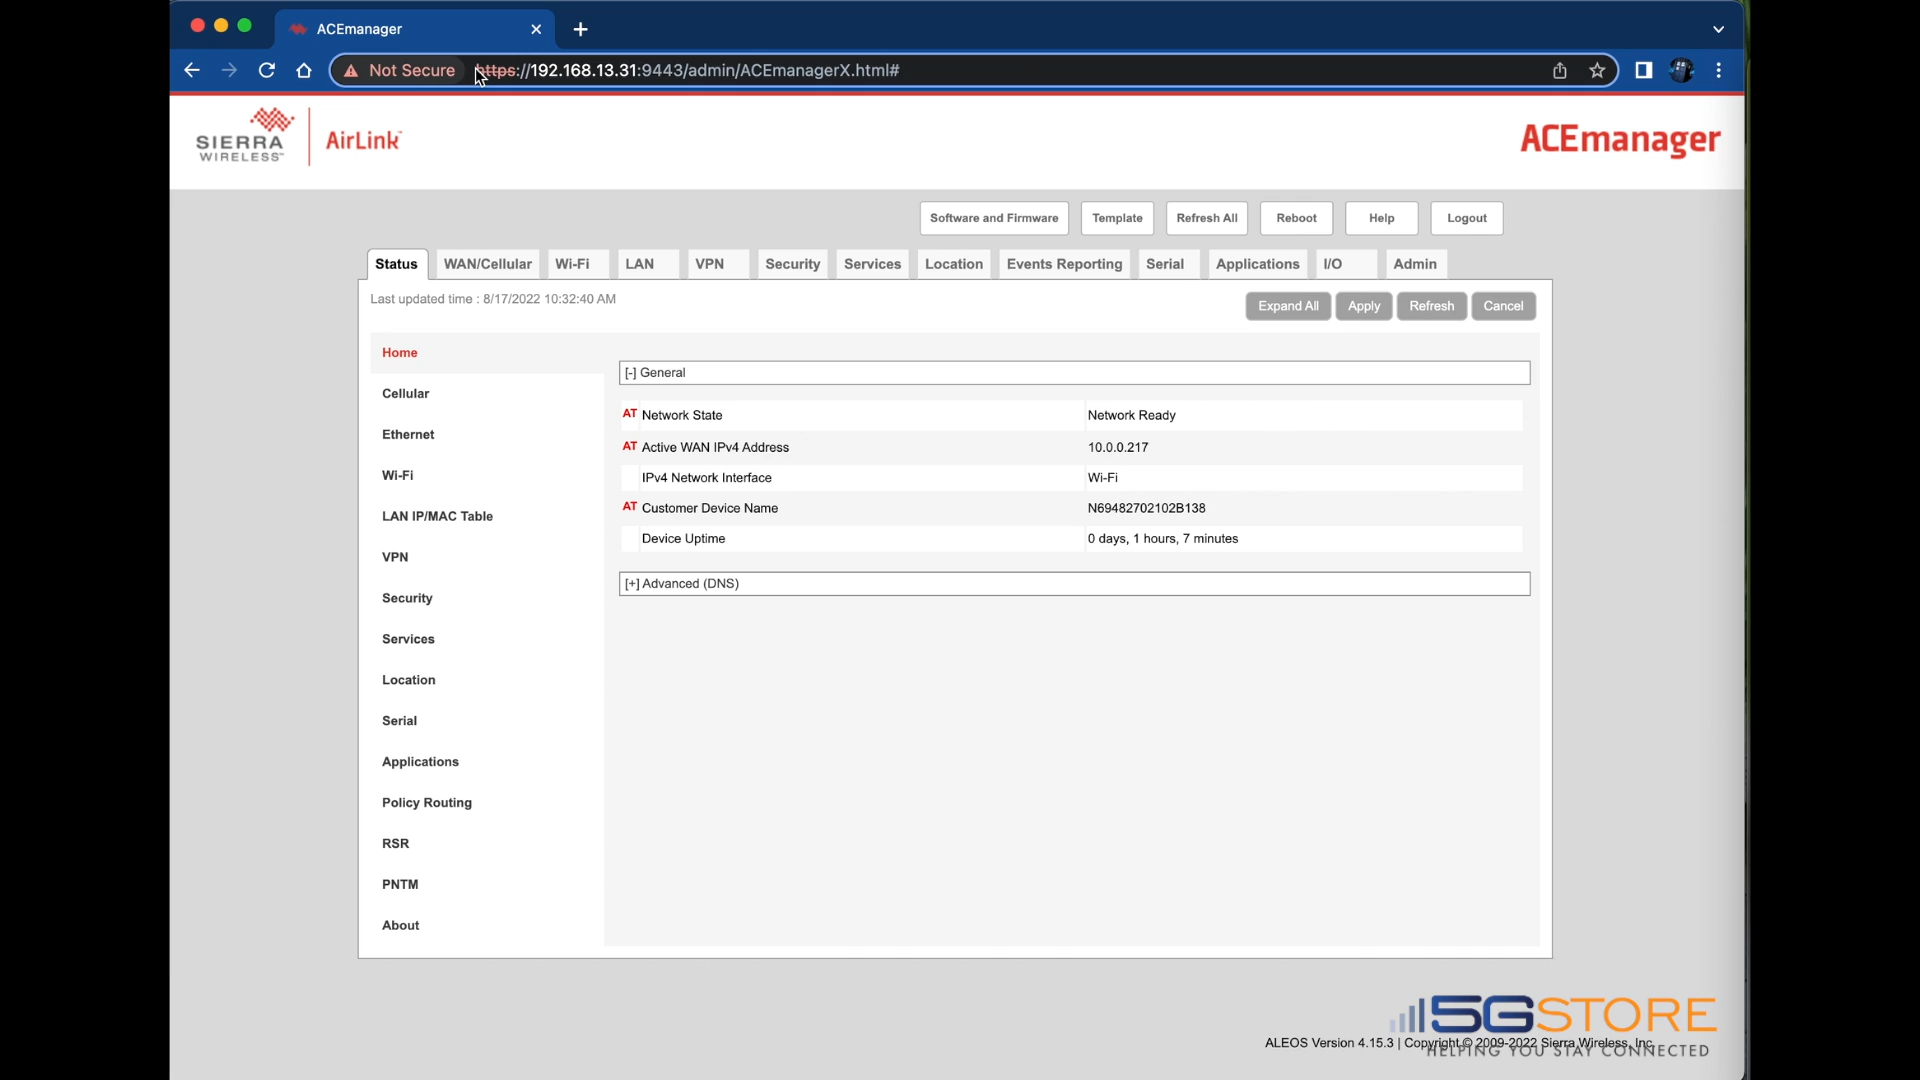 ACEmanager
Not Secure https://192.168.13.31:9443/admin/ACEmanagerX.html#
SIERRA
WIRELESS™
AirLink™
ACEmanager
Software and Firmware Template Refresh All Reboot Help Logout
Status WAN/Cellular Wi-Fi LAN VPN Security Services Location Events Reporting Serial Applications I/O Admin
Last updated time : 8/17/2022 10:32:40 AM
Expand All Apply Refresh Cancel
Home
Cellular
Ethernet
Wi-Fi
LAN IP/MAC Table
VPN
Security
Services
Location
Serial
Applications
Policy Routing
RSR
PNTM
About
[-] General
AT Network State Network Ready
AT Active WAN IPv4 Address 10.0.0.217
IPv4 Network Interface Wi-Fi
AT Customer Device Name N69482702102B138
Device Uptime 0 days, 1 hours, 7 minutes
[+] Advanced (DNS)
5GSTORE
HELPING YOU STAY CONNECTED
ALEOS Version 4.15.3 | Copyright © 2009-2022 Sierra Wireless, Inc.